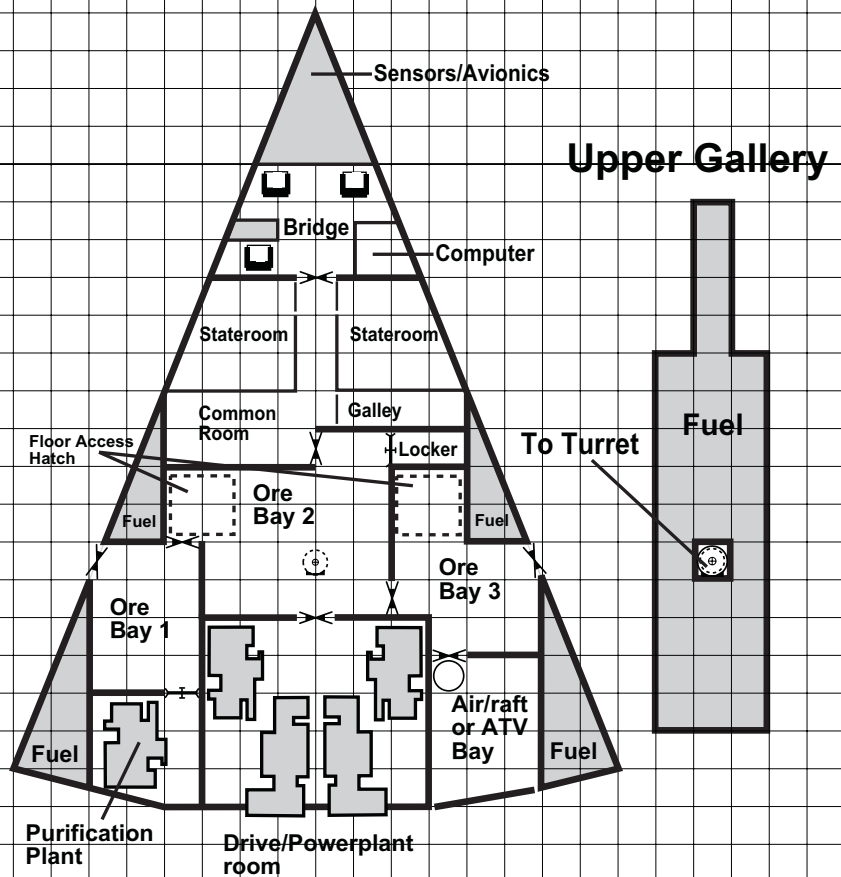 Sensors/Avionics
Upper Gallery
Bridge
Computer
Stateroom
Stateroom
Common
Room
Galley
Floor Access
Hatch
Locker
To Turret
Fuel
Ore
Bay 2
Fuel
Fuel
Ore
Bay 3
Ore
Bay 1
Air/raft
or ATV
Bay
Fuel
Fuel
Purification
Plant
Drive/Powerplant
room